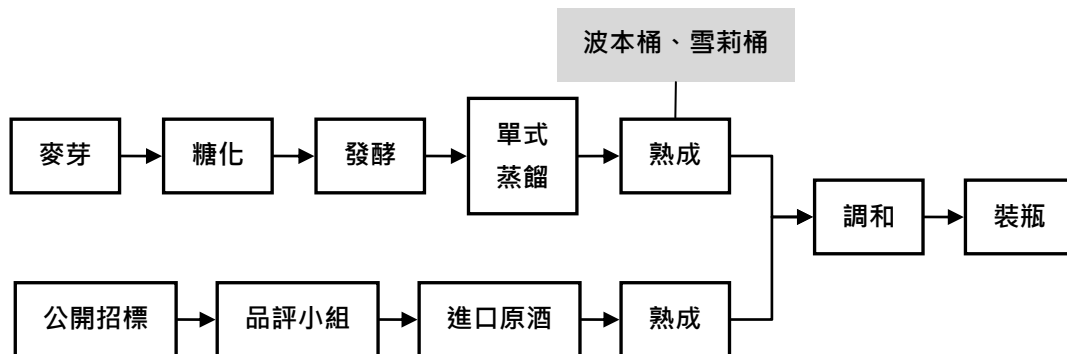 波本桶、雪莉桶
麥芽
糖化
發酵
單式
蒸餾
熟成
調和
裝瓶
公開招標
品評小組
進口原酒
熟成